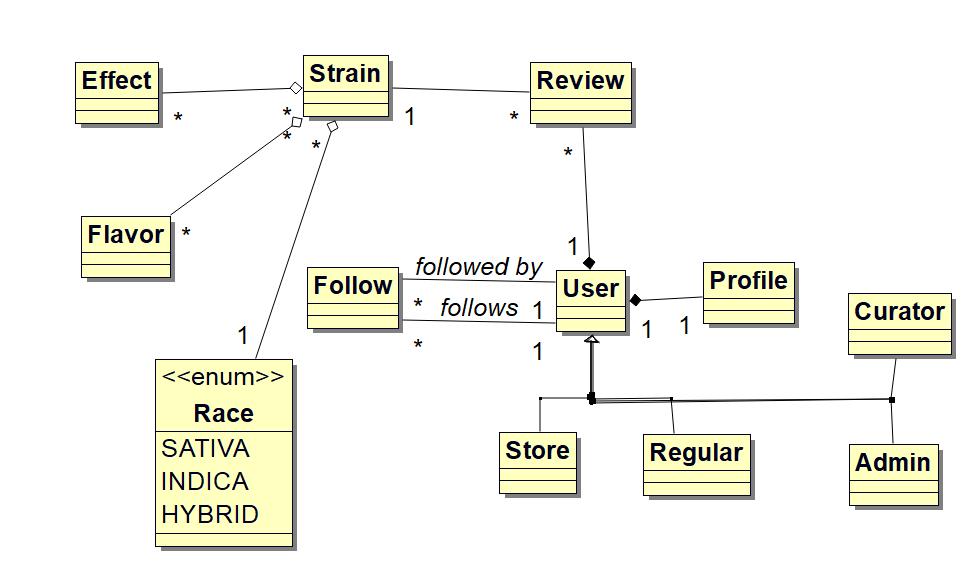 Effect
Strain
Review
*
*
1
*
*
*
*
Flavor
*
1
followed by
User
Profile
Follow
*
follows
1
1
1
Curator
*
1
1
<<enum>>
Race
SATIVA
INDICA
HYBRID
Store
Regular
Admin